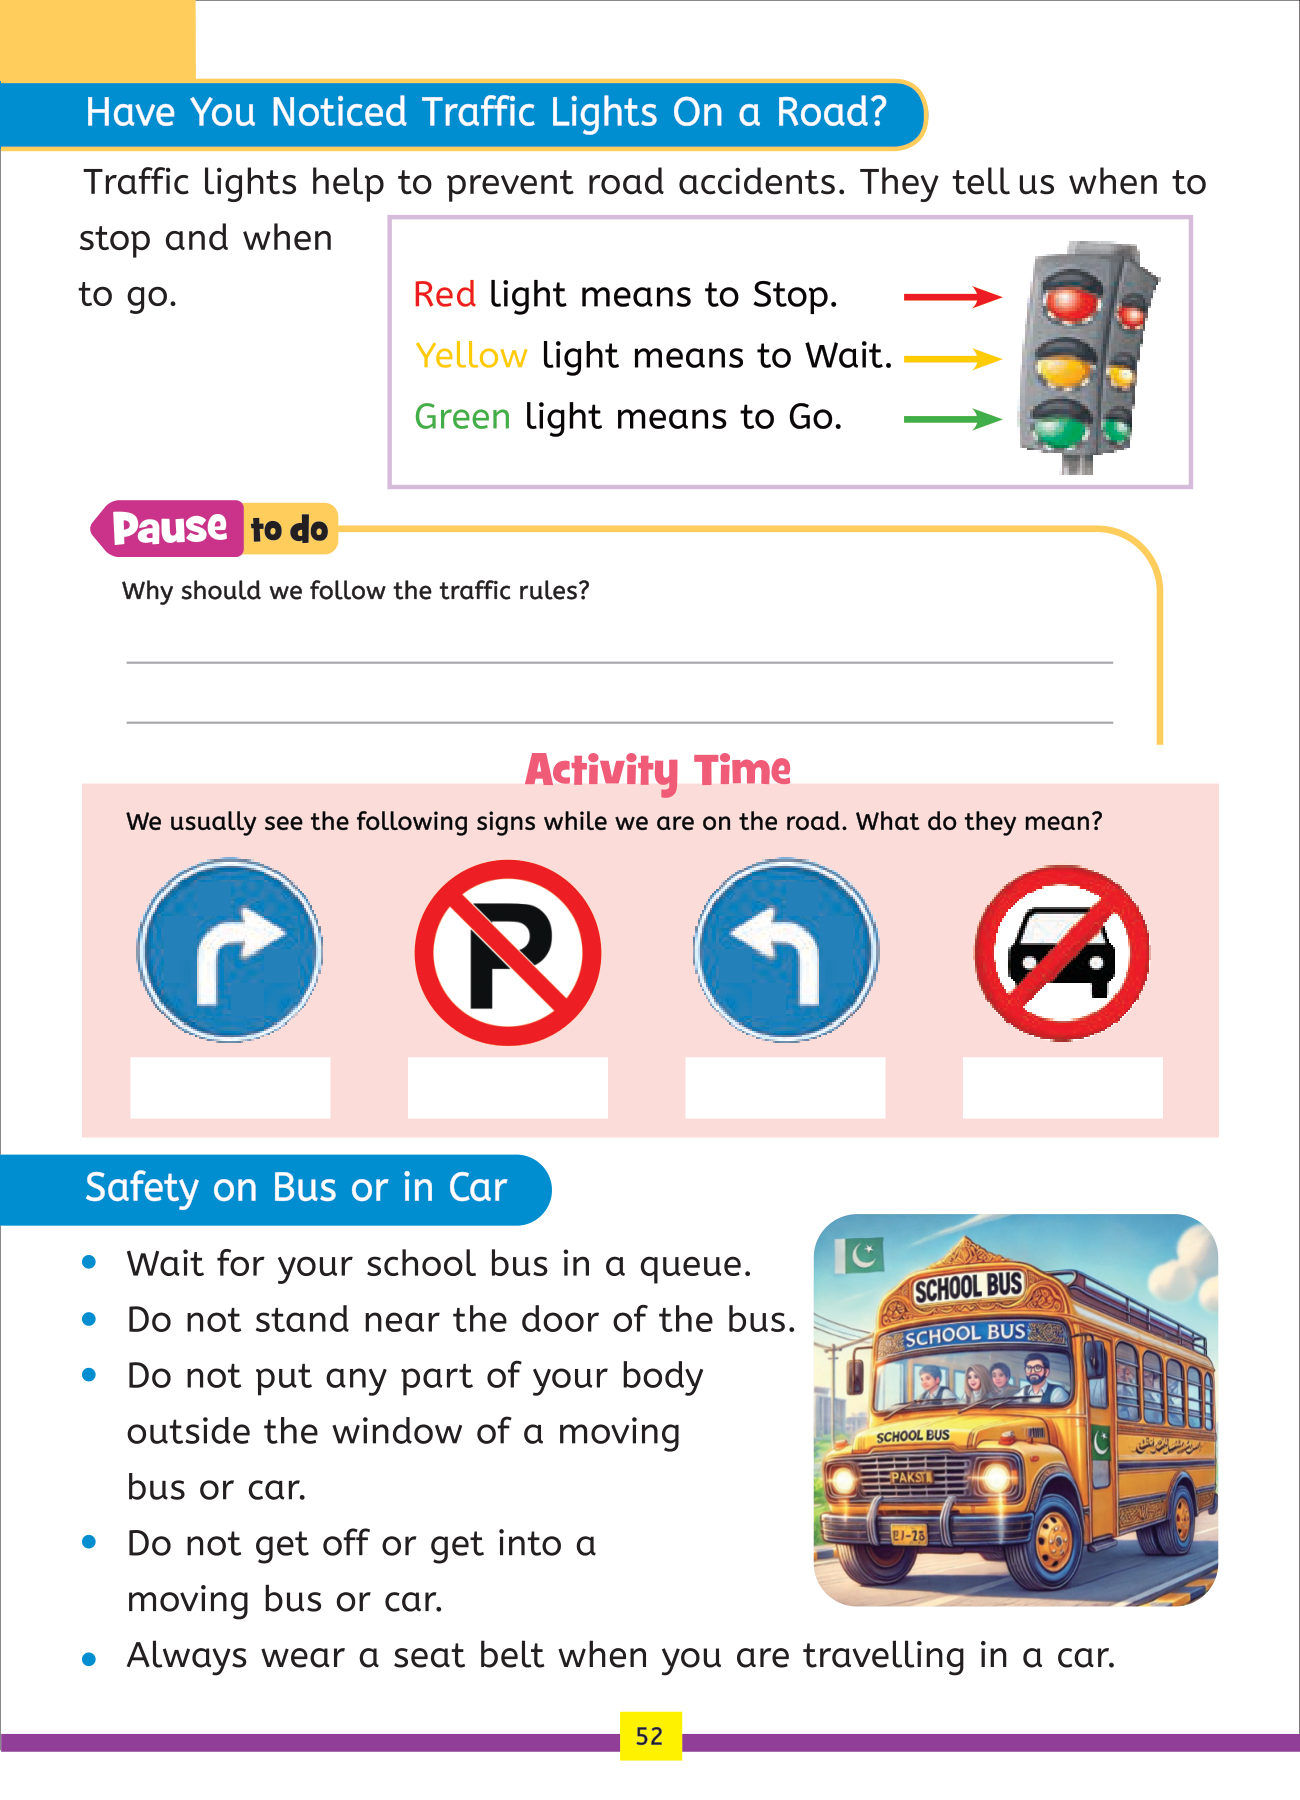 Have You Noticed Traffic Lights On a Road?
Traffic lights help to prevent road accidents. They tell us when to
stop and when
to go.
Red light means to Stop.
Yellow light means to Wait.
Green light means to Go.
Pause to do
Why should we follow the traffic rules?
Activity Time
We usually see the following signs while we are on the road. What do they mean?
P
Safety on Bus or in Car
• Wait for your school bus in a queue.
• Do not stand near the door of the bus.
• Do not put any part of your body
outside the window of a moving
bus or car.
• Do not get off or get into a
moving bus or car.
• Always wear a seat belt when you are travelling in a car.
SCHOOL BUS
SCHOOL BUS
SCHOOL BUS
52